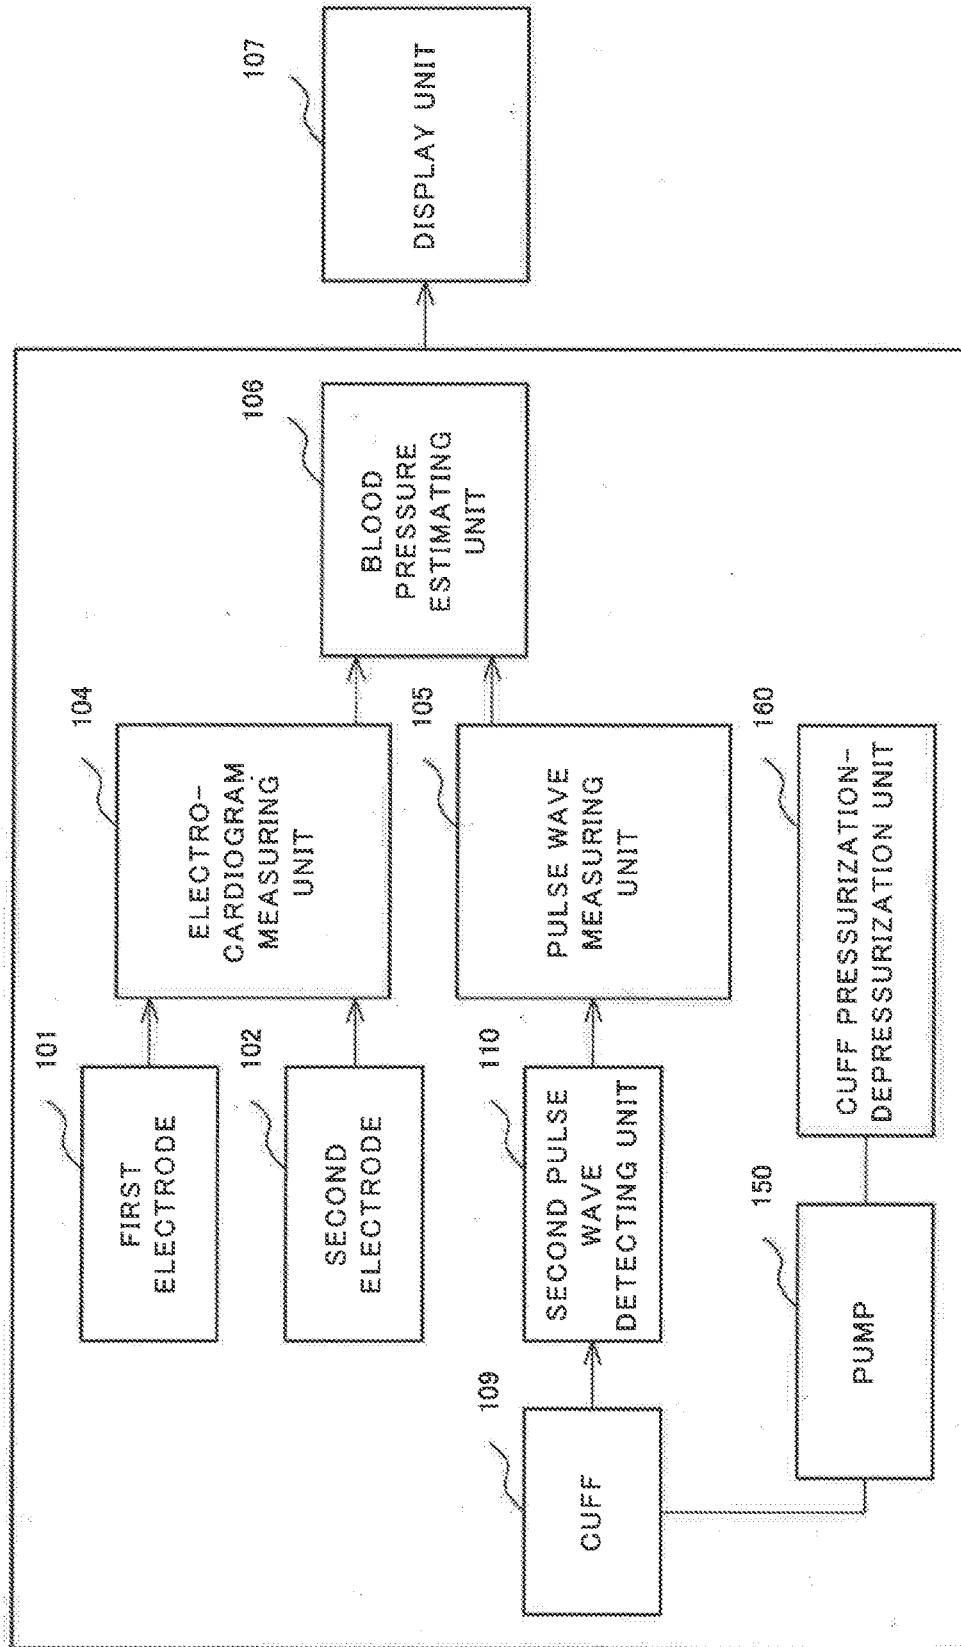 101
FIRST
ELECTRODE
102
SECOND
ELECTRODE
104
ELECTRO-
CARDIOGRAM
MEASURING
UNIT
106
BLOOD
PRESSURE
ESTIMATING
UNIT
107
DISPLAY UNIT
109
CUFF
110
SECOND PULSE
WAVE
DETECTING UNIT
105
PULSE WAVE
MEASURING
UNIT
150
PUMP
160
CUFF PRESSURIZATION-
DEPRESSURIZATION UNIT